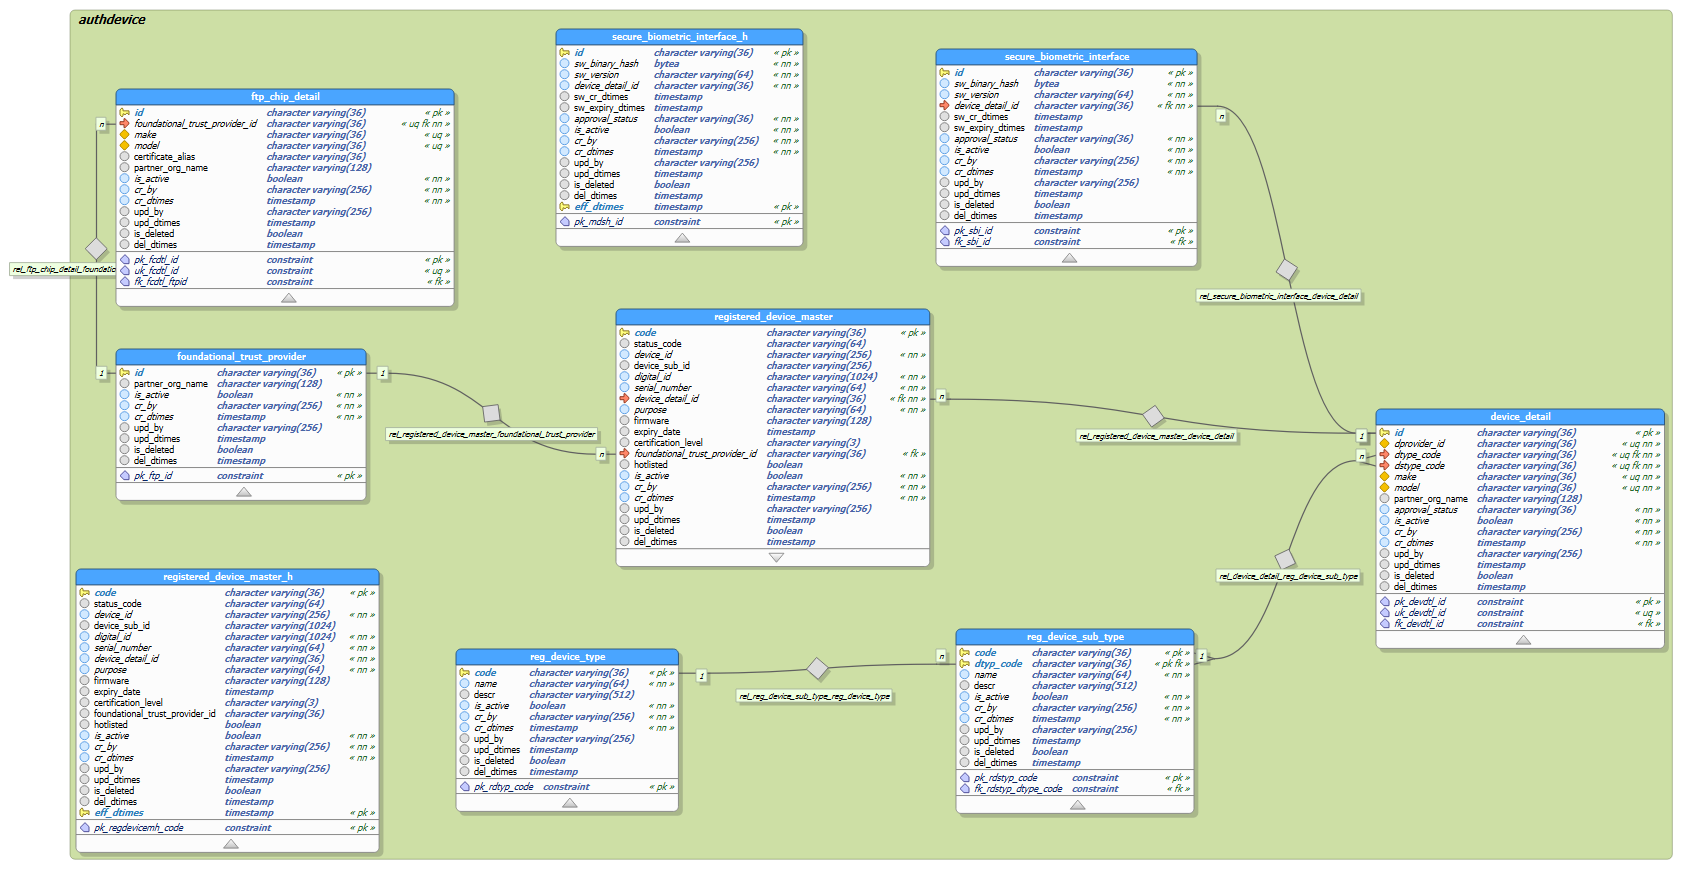 authdevice
secure_biometric_interface_h
id character varying(36) « pk »
sw_binary_hash bytea « nn »
sw_version character varying(64) « nn »
device_detail_id character varying(36) « nn »
sw_cr_dtimes timestamp
sw_expiry_dtimes timestamp
approval_status character varying(36) « nn »
is_active boolean « nn »
cr_by character varying(256) « nn »
cr_dtimes timestamp « nn »
upd_by character varying(256)
upd_dtimes timestamp
is_deleted boolean
del_dtimes timestamp
eff_dtimes timestamp « pk »
pk_mdsh_id constraint « pk »
secure_biometric_interface
id character varying(36) « pk »
sw_binary_hash bytea « nn »
sw_version character varying(64) « nn »
device_detail_id character varying(36) « fk nn »
sw_cr_dtimes timestamp
sw_expiry_dtimes timestamp
approval_status character varying(36) « nn »
is_active boolean « nn »
cr_by character varying(256) « nn »
cr_dtimes timestamp « nn »
upd_by character varying(256)
upd_dtimes timestamp
is_deleted boolean
del_dtimes timestamp
pk_sbi_id constraint « pk »
fk_sbi_id constraint « fk »
n
rel_secure_biometric_interface_device_detail
ftp_chip_detail
id character varying(36) « pk »
foundational_trust_provider_id character varying(36) « uq fk nn »
make character varying(36) « uq »
model character varying(36) « uq »
certificate_alias character varying(36)
partner_org_name character varying(128)
is_active boolean « nn »
cr_by character varying(256) « nn »
cr_dtimes timestamp « nn »
upd_by character varying(256)
upd_dtimes timestamp
is_deleted boolean
del_dtimes timestamp
pk_fcdtl_id constraint « pk »
uk_fcdtl_id constraint « uq »
fk_fcdtl_ftpid constraint « fk »
n
rel_ftp_chip_detail_foundatio
1
foundational_trust_provider
id character varying(36) « pk »
partner_org_name character varying(128)
is_active boolean « nn »
cr_by character varying(256) « nn »
cr_dtimes timestamp « nn »
upd_by character varying(256)
upd_dtimes timestamp
is_deleted boolean
del_dtimes timestamp
pk_ftp_id constraint « pk »
1
rel_registered_device_master_foundational_trust_provider
n
registered_device_master
code character varying(36) « pk »
status_code character varying(64)
device_id character varying(256) « nn »
device_sub_id character varying(256)
digital_id character varying(1024) « nn »
serial_number character varying(64) « nn »
device_detail_id character varying(36) « fk nn »
purpose character varying(64) « nn »
firmware character varying(128)
expiry_date timestamp
certification_level character varying(3)
foundational_trust_provider_id character varying(36) « fk »
hotlisted boolean
is_active boolean « nn »
cr_by character varying(256) « nn »
cr_dtimes timestamp « nn »
upd_by character varying(256)
upd_dtimes timestamp
is_deleted boolean
del_dtimes timestamp
n
rel_registered_device_master_device_detail
1
n
device_detail
id character varying(36) « pk »
dprovider_id character varying(36) « uq nn »
dtype_code character varying(36) « uq fk nn »
dstype_code character varying(36) « uq fk nn »
make character varying(36) « uq nn »
model character varying(36) « uq nn »
partner_org_name character varying(128)
approval_status character varying(36) « nn »
is_active boolean « nn »
cr_by character varying(256) « nn »
cr_dtimes timestamp « nn »
upd_by character varying(256)
upd_dtimes timestamp
is_deleted boolean
del_dtimes timestamp
pk_devdtl_id constraint « pk »
uk_devdtl_id constraint « uq »
fk_devdtl_id constraint « fk »
rel_device_detail_reg_device_sub_type
registered_device_master_h
code character varying(36) « pk »
status_code character varying(64)
device_id character varying(256) « nn »
device_sub_id character varying(1024)
digital_id character varying(1024) « nn »
serial_number character varying(64) « nn »
device_detail_id character varying(36) « nn »
purpose character varying(64) « nn »
firmware character varying(128)
expiry_date timestamp
certification_level character varying(3)
foundational_trust_provider_id character varying(36)
hotlisted boolean
is_active boolean « nn »
cr_by character varying(256) « nn »
cr_dtimes timestamp « nn »
upd_by character varying(256)
upd_dtimes timestamp
is_deleted boolean
del_dtimes timestamp
eff_dtimes timestamp « pk »
pk_regdevicemh_code constraint « pk »
reg_device_type
code character varying(36) « pk »
name character varying(64) « nn »
descr character varying(512)
is_active boolean « nn »
cr_by character varying(256) « nn »
cr_dtimes timestamp « nn »
upd_by character varying(256)
upd_dtimes timestamp
is_deleted boolean
del_dtimes timestamp
pk_rdtyp_code constraint « pk »
1
rel_reg_device_sub_type_reg_device_type
n
reg_device_sub_type
code character varying(36) « pk »
dtyp_code character varying(36) « pk fk »
name character varying(64) « nn »
descr character varying(512)
is_active boolean « nn »
cr_by character varying(256) « nn »
cr_dtimes timestamp « nn »
upd_by character varying(256)
upd_dtimes timestamp
is_deleted boolean
del_dtimes timestamp
pk_rdstyp_code constraint « pk »
fk_rdstyp_dtype_code constraint « fk »
1